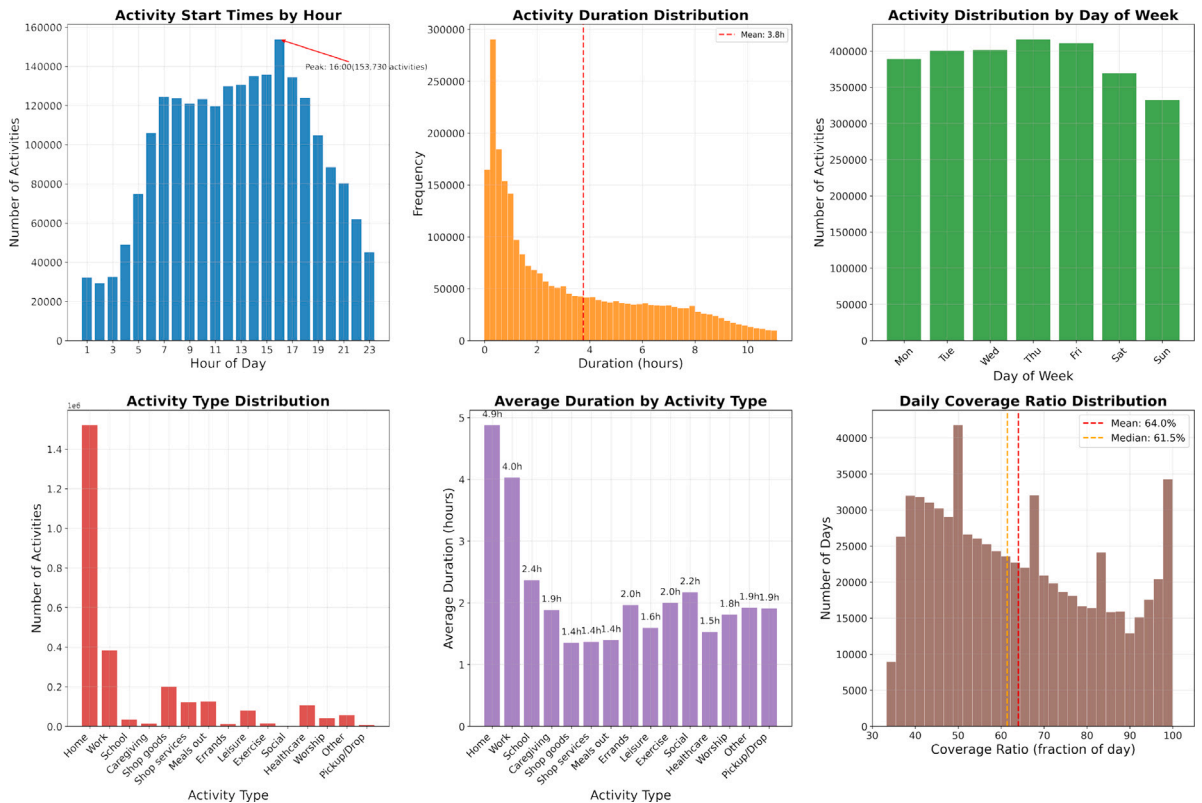 Activity Start Times by Hour
Number of Activities
160000
140000
120000
100000
80000
60000
40000
20000
0
Peak: 16:00(153,730 activities)
1 3 5 7 9 11 13 15 17 19 21 23
Hour of Day
Activity Duration Distribution
Frequency
300000
250000
200000
150000
100000
50000
0
Mean: 3.8h
0 2 4 6 8 10
Duration (hours)
Activity Distribution by Day of Week
Number of Activities
400000
350000
300000
250000
200000
150000
100000
50000
0
Mon Tue Wed Thu Fri Sat Sun
Day of Week
Activity Type Distribution
1e6
Number of Activities
1.4
1.2
1.0
0.8
0.6
0.4
0.2
0.0
Home Work School Caregiving Shop goods Shop services Meals out Errands Leisure Exercise Social Healthcare Worship Other Pickup/Drop
Activity Type
Average Duration by Activity Type
Average Duration (hours)
5
4
3
2
1
0
4.9h 4.0h 2.4h 1.9h 1.4h 1.4h 1.4h 2.0h 1.6h 2.0h 2.2h 1.5h 1.8h 1.9h 1.9h
Home Work School Caregiving Shop goods Shop services Meals out Errands Leisure Exercise Social Healthcare Worship Other Pickup/Drop
Activity Type
Daily Coverage Ratio Distribution
Number of Days
40000
35000
30000
25000
20000
15000
10000
5000
0
Mean: 64.0%
Median: 61.5%
30 40 50 60 70 80 90 100
Coverage Ratio (fraction of day)